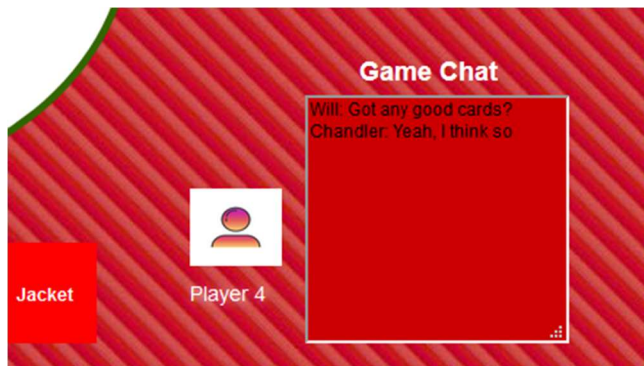 Game Chat
Will: Got any good cards?
Chandler: Yeah, I think so
Jacket
Player 4